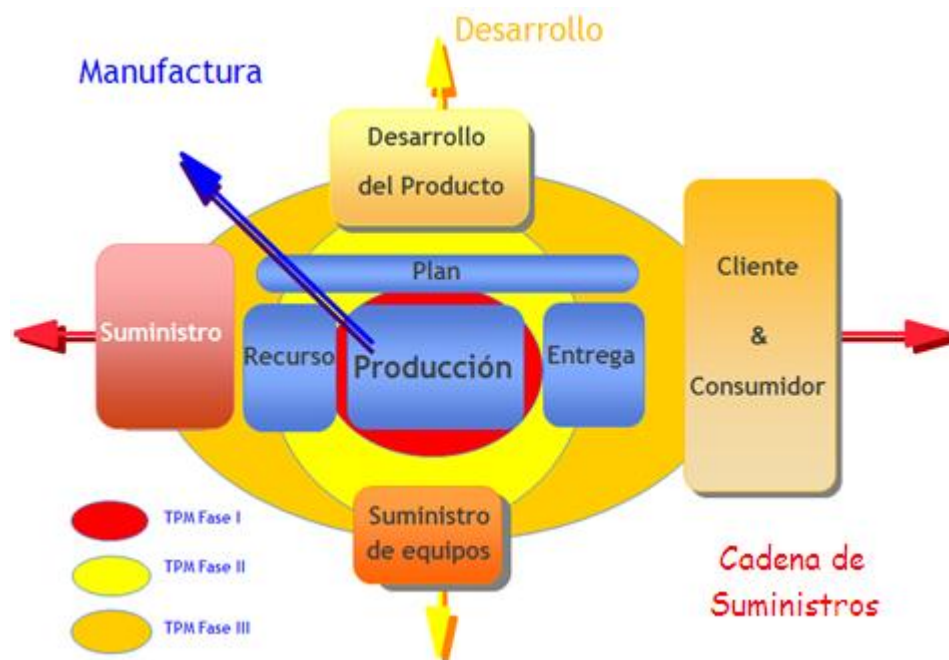 Desarrollo
Manufactura
Desarrollo
del Producto
Plan
Cliente
&
Consumidor
Suministro
Recurso
Producción
Entrega
Suministro
de equipos
TPM Fase I
TPM Fase II
TPM Fase III
Cadena de
Suministros